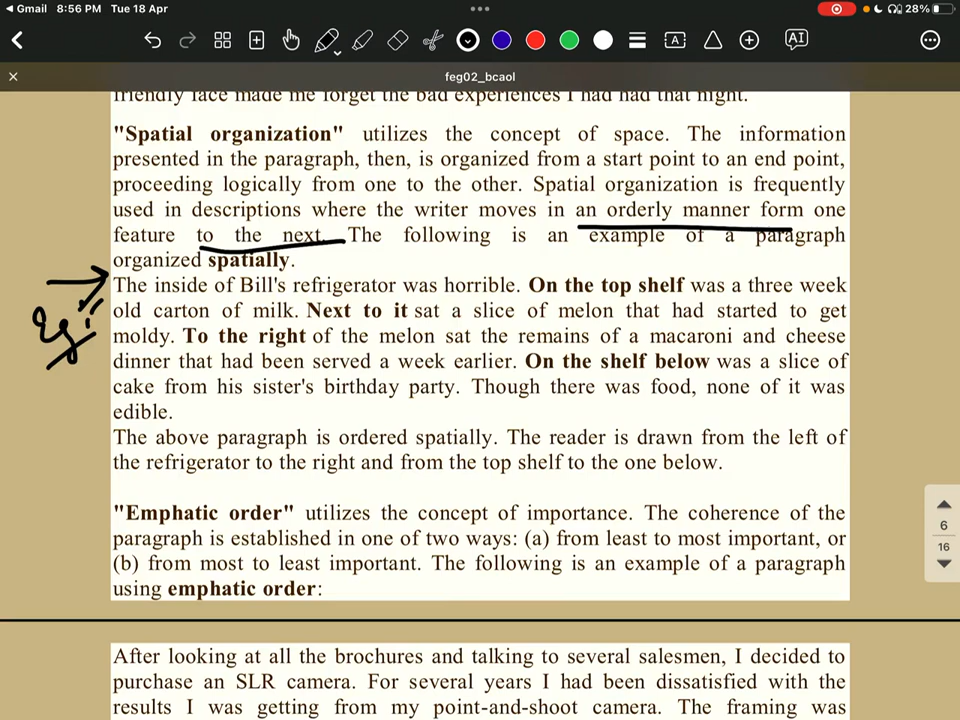 Gmail 8:56 PM Tue 18 Apr 28%
A AI
feg02_bcaol
friendly face made me forget the bad experiences I had had that night.
"Spatial organization" utilizes the concept of space. The information
presented in the paragraph, then, is organized from a start point to an end point,
proceeding logically from one to the other. Spatial organization is frequently
used in descriptions where the writer moves in an orderly manner form one
feature to the next. The following is an example of a paragraph
organized spatially.
The inside of Bill's refrigerator was horrible. On the top shelf was a three week
old carton of milk. Next to it sat a slice of melon that had started to get
moldy. To the right of the melon sat the remains of a macaroni and cheese
dinner that had been served a week earlier. On the shelf below was a slice of
cake from his sister's birthday party. Though there was food, none of it was
edible.
The above paragraph is ordered spatially. The reader is drawn from the left of
the refrigerator to the right and from the top shelf to the one below.
"Emphatic order" utilizes the concept of importance. The coherence of the
paragraph is established in one of two ways: (a) from least to most important, or
(b) from most to least important. The following is an example of a paragraph
using emphatic order:
6
16
After looking at all the brochures and talking to several salesmen, I decided to
purchase an SLR camera. For several years I had been dissatisfied with the
results I was getting from my point-and-shoot camera. The framing was